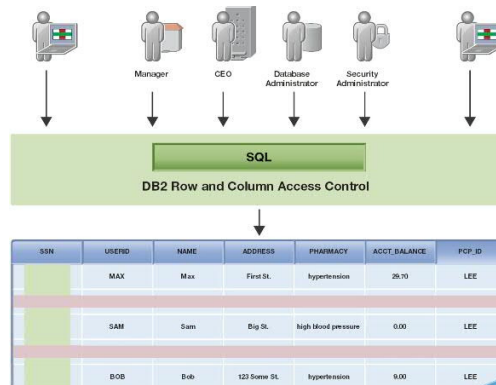 Manager
CEO
Database
Administrator
Security
Administrator
SQL
DB2 Row and Column Access Control
SSN USERID NAME ADDRESS PHARMACY ACCT_BALANCE PCP_ID
MAX Max First St. hypertension 29.70 LEE
SAM Sam Big St. high blood pressure 0.00 LEE
BOB Bob 123 Some St. hypertension 9.00 LEE